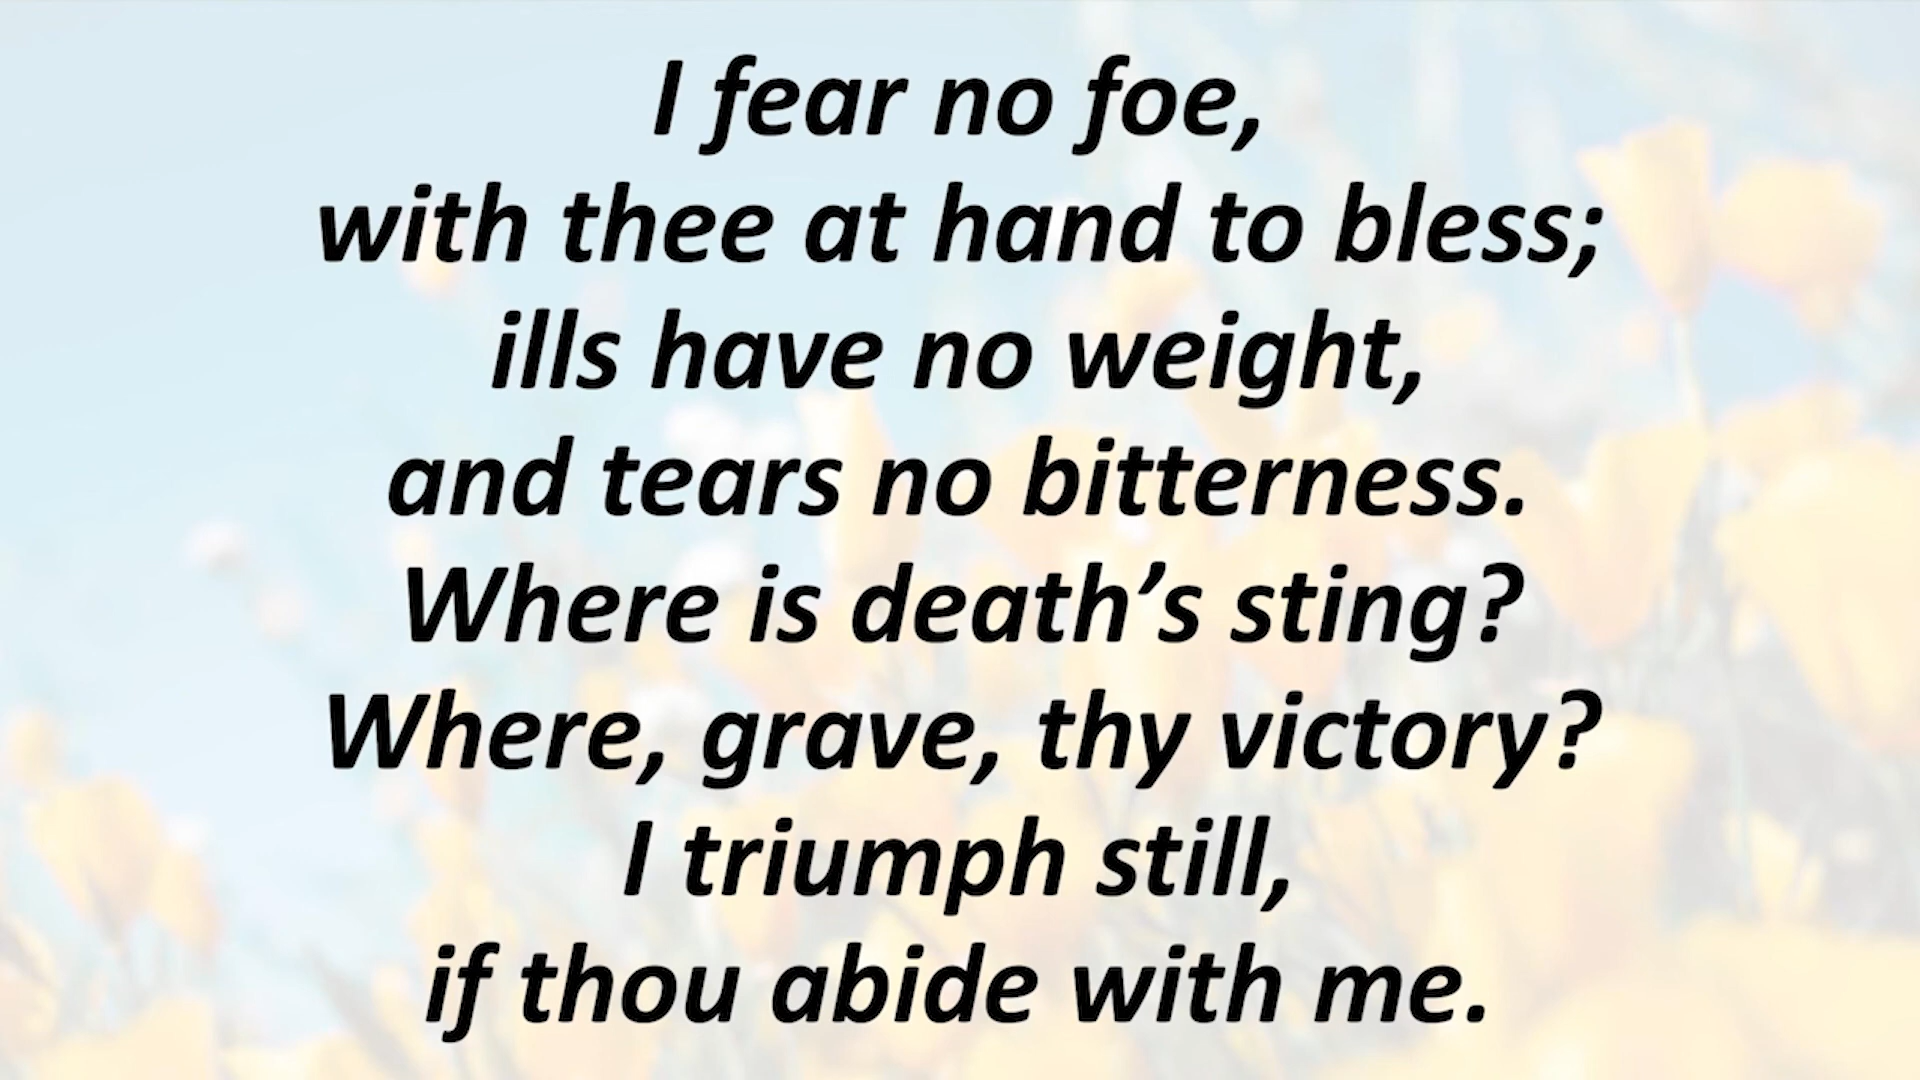 I fear no foe,
with thee at hand to bless;
ills have no weight,
and tears no bitterness.
Where is death’s sting?
Where, grave, thy victory?
I triumph still,
if thou abide with me.